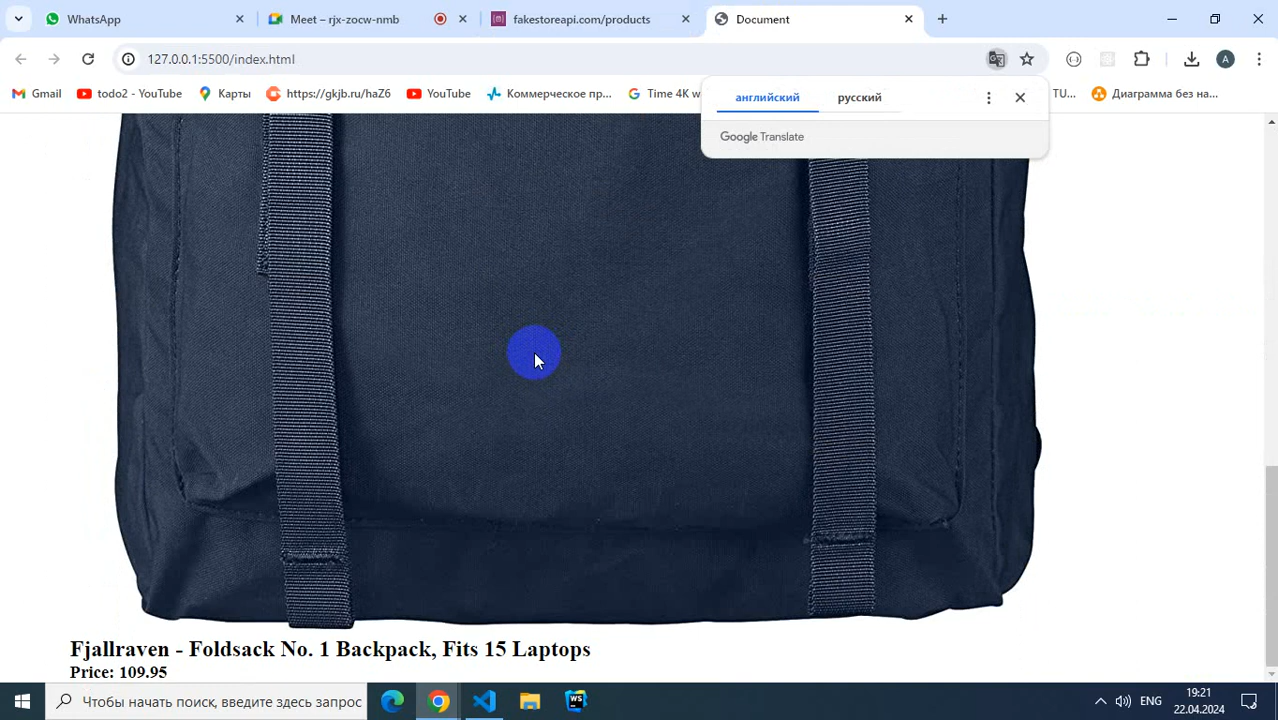 WhatsApp
Meet – rjx-zocw-nmb
fakestoreapi.com/products
Document
127.0.0.1:5500/index.html
Gmail
todo2 - YouTube
Карты
https://gkjb.ru/haZ6
YouTube
Коммерческое пр...
Time 4K w
TU...
Диаграмма без на...
английский
русский
Google Translate
Fjallraven - Foldsack No. 1 Backpack, Fits 15 Laptops
Price: 109.95
Чтобы начать поиск, введите здесь запрос
ENG
19:21
22.04.2024